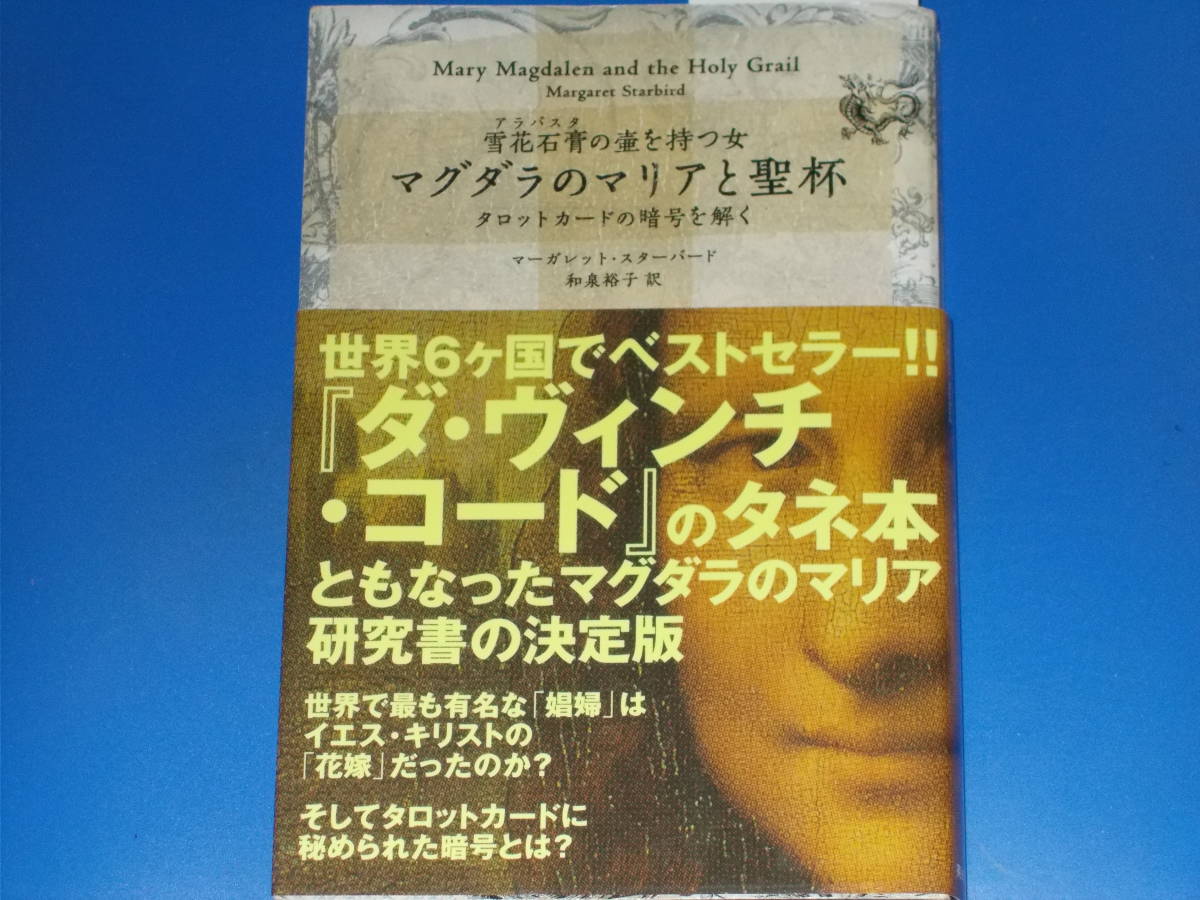 Mary Magdalen and the Holy Grail
Margaret Starbird
アラバスタ
雪花石膏の壷を持つ女
マグダラのマリアと聖杯
タロットカードの暗号を解く
マーガレット・スターバード
和泉裕子 訳
世界6ヶ国でベストセラー!!
『ダ・ヴィンチ
・コード』のタネ本
ともなったマグダラのマリア
研究書の決定版
世界で最も有名な「娼婦」は
イエス・キリストの
「花嫁」だったのか?
そしてタロットカードに
秘められた暗号とは?